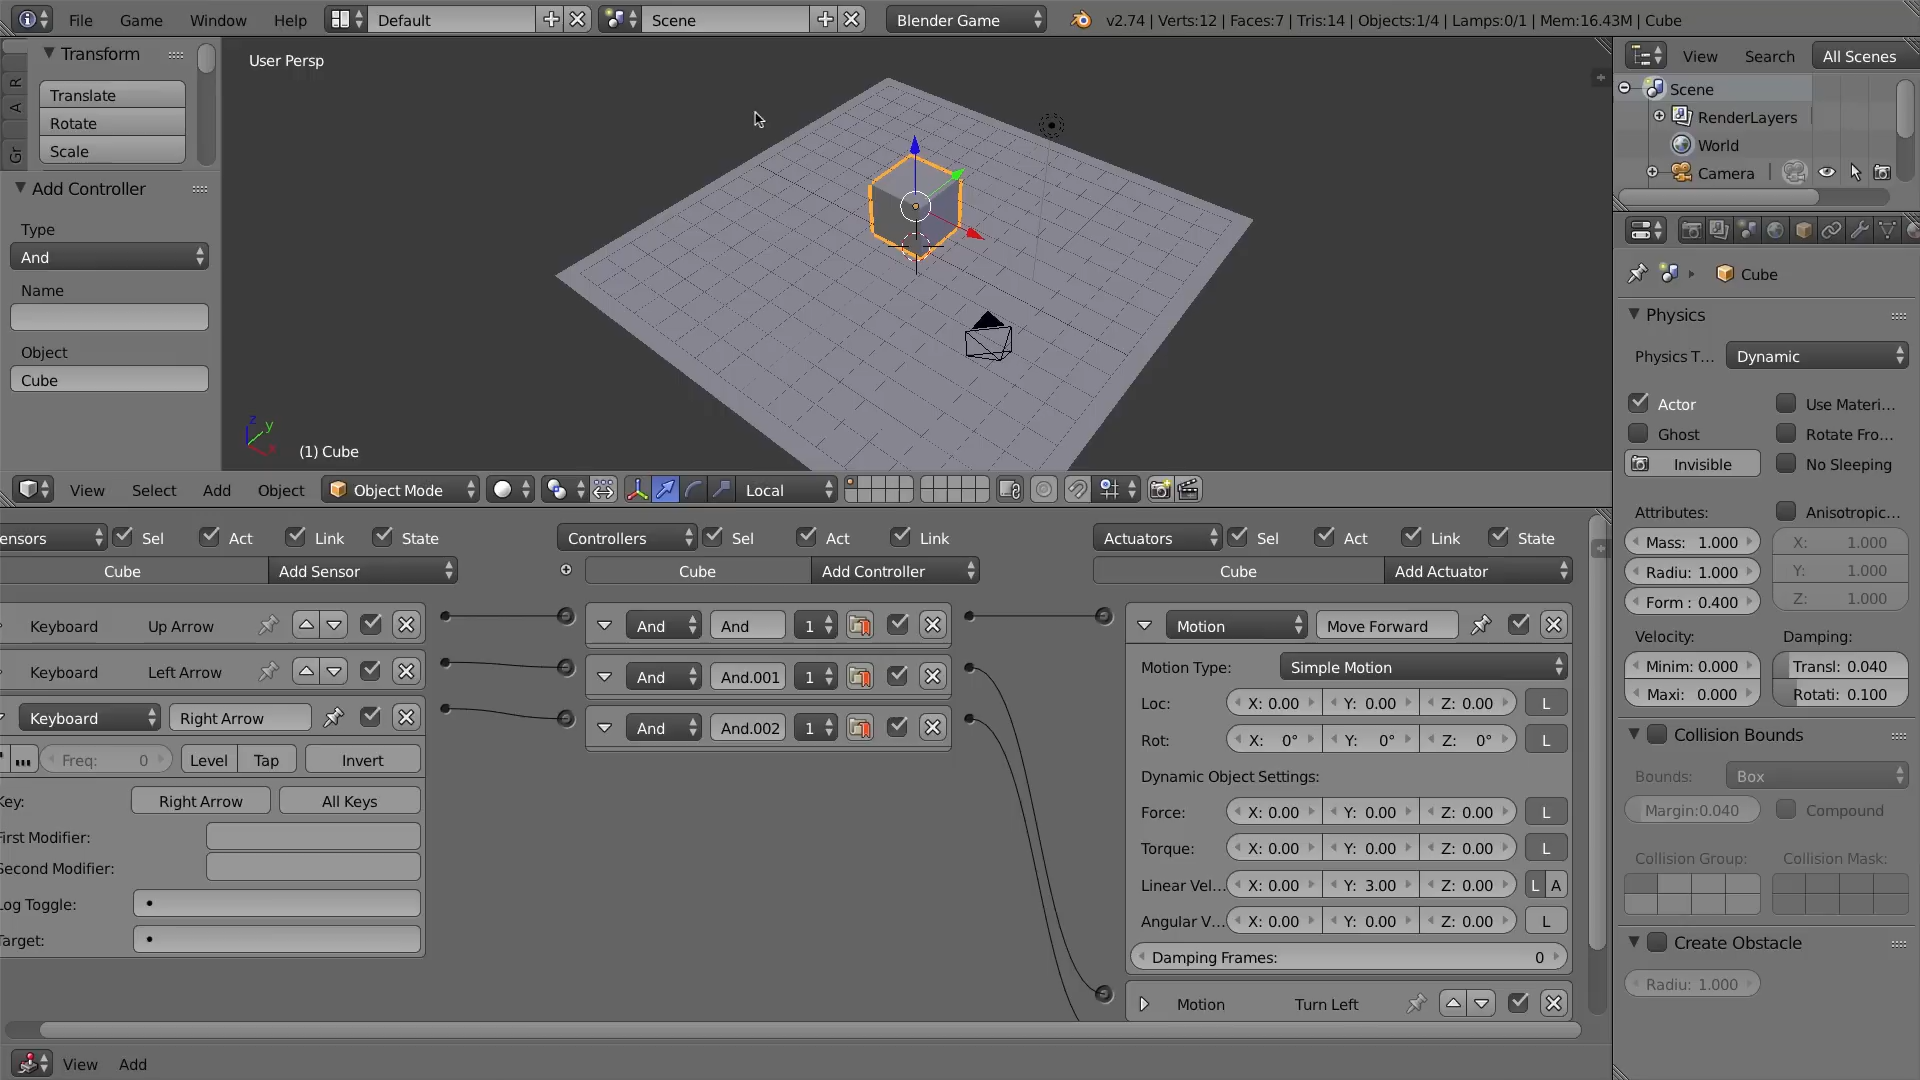 File Game Window Help Default Scene Blender Game v2.74 | Verts:12 | Faces:7 | Tris:14 | Objects:1/4 | Lamps:0/1 | Mem:16.43M | Cube
Transform
Translate
Rotate
Scale
R
A
Gr
Add Controller
Type
And
Name
Object
Cube
User Persp
z
y
(1) Cube
View Select Add Object Object Mode Local
View Search All Scenes
Scene
RenderLayers
World
Camera
Cube
Physics
Physics T... Dynamic
Actor Use Materi...
Ghost Rotate Fro...
Invisible No Sleeping
Attributes: Anisotropic...
Mass: 1.000 X: 1.000
Radiu: 1.000 Y: 1.000
Form : 0.400 Z: 1.000
Velocity: Damping:
Minim: 0.000 Transl: 0.040
Maxi: 0.000 Rotati: 0.100
Collision Bounds
Bounds: Box
Margin:0.040 Compound
Collision Group: Collision Mask:
Create Obstacle
Radiu: 1.000
ensors Sel Act Link State
Cube Add Sensor
Keyboard Up Arrow
Keyboard Left Arrow
Keyboard Right Arrow
Freq: 0 Level Tap Invert
Key: Right Arrow All Keys
First Modifier:
Second Modifier:
Log Toggle:
Target:
Controllers Sel Act Link
Cube Add Controller
And And 1
And And.001 1
And And.002 1
Actuators Sel Act Link State
Cube Add Actuator
Motion Move Forward
Motion Type: Simple Motion
Loc: X: 0.00 Y: 0.00 Z: 0.00 L
Rot: X: 0° Y: 0° Z: 0° L
Dynamic Object Settings:
Force: X: 0.00 Y: 0.00 Z: 0.00 L
Torque: X: 0.00 Y: 0.00 Z: 0.00 L
Linear Vel... X: 0.00 Y: 3.00 Z: 0.00 L A
Angular V... X: 0.00 Y: 0.00 Z: 0.00 L
Damping Frames: 0
Motion Turn Left
View Add